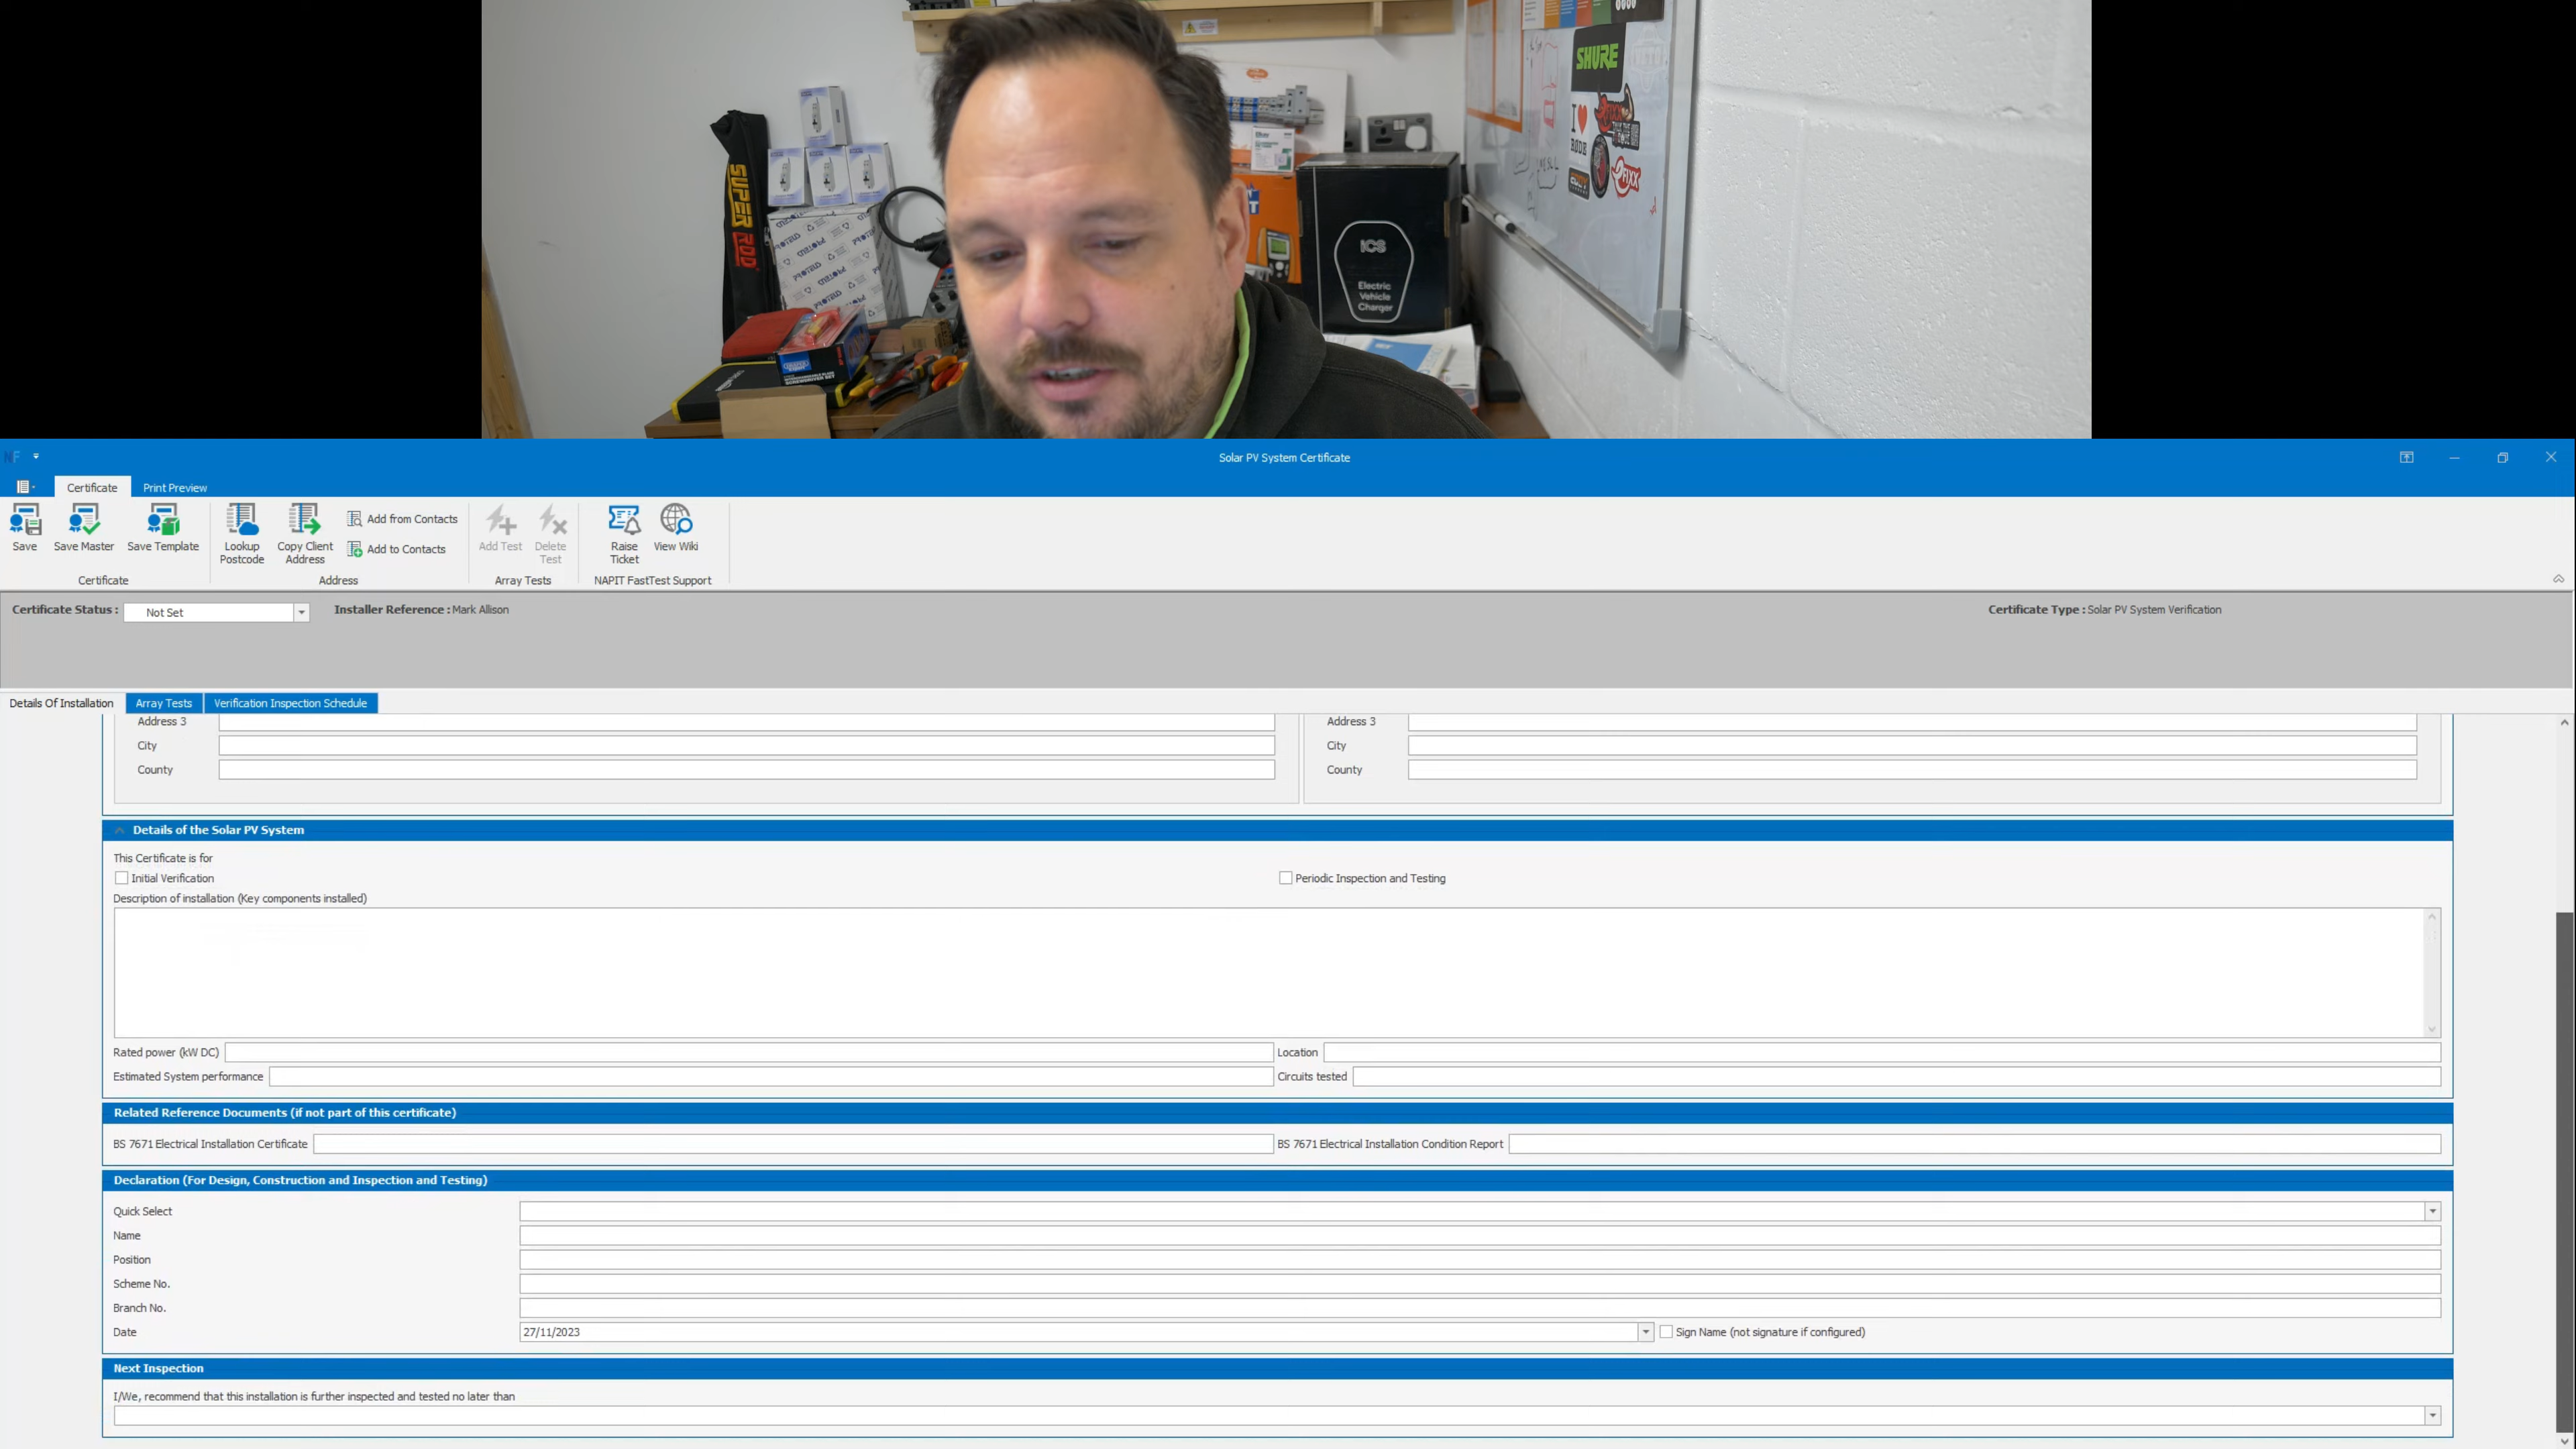 SHURE
I
RØDE
FIXX
SUPER ROD
PROTEUS
SCREWDRIVER SET
ICS
Electric
Vehicle
Charger
NF
Solar PV System Certificate
Certificate
Print Preview
Save
Save Master
Save Template
Lookup
Postcode
Copy Client
Address
Add from Contacts
Add to Contacts
Add Test
Delete
Test
Raise
Ticket
View Wiki
Certificate
Address
Array Tests
NAPIT FastTest Support
Certificate Status : Not Set
Installer Reference : Mark Allison
Certificate Type : Solar PV System Verification
Details Of Installation
Array Tests
Verification Inspection Schedule
Address 3
Address 3
City
City
County
County
Details of the Solar PV System
This Certificate is for
Initial Verification
Periodic Inspection and Testing
Description of installation (Key components installed)
Rated power (kW DC)
Location
Estimated System performance
Circuits tested
Related Reference Documents (if not part of this certificate)
BS 7671 Electrical Installation Certificate
BS 7671 Electrical Installation Condition Report
Declaration (For Design, Construction and Inspection and Testing)
Quick Select
Name
Position
Scheme No.
Branch No.
Date
27/11/2023
Sign Name (not signature if configured)
Next Inspection
I/We, recommend that this installation is further inspected and tested no later than